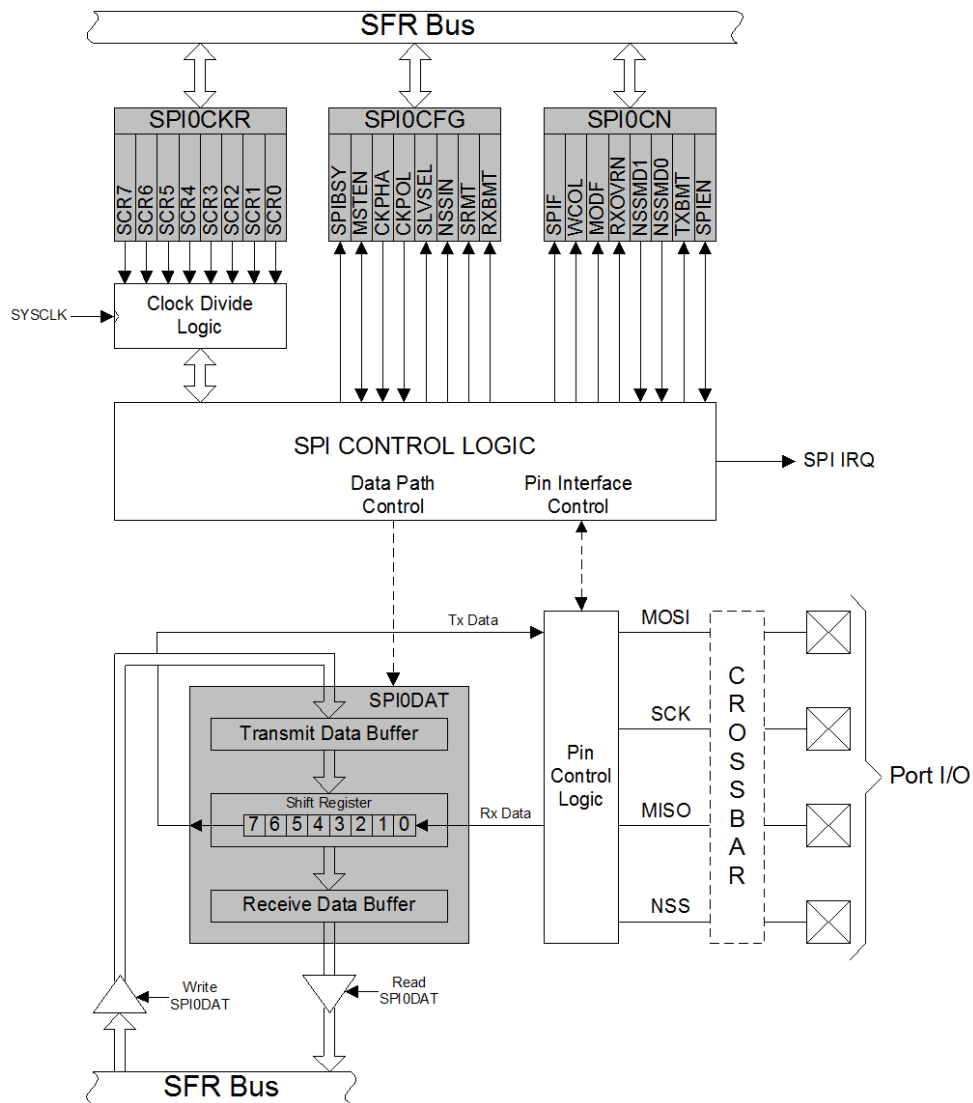 SFR Bus
SPI0CKR
SPI0CFG
SPI0CN
SCR7
SCR6
SCR5
SCR4
SCR3
SCR2
SCR1
SCR0
SPIBSY
MSTEN
CKPHA
CKPOL
SLVSEL
NSSIN
SRMT
RXBMT
SPIF
WCOL
MODF
RXOVRN
NSSMD1
NSSMD0
TXBMT
SPIEN
SYSCLK
Clock Divide
Logic
SPI CONTROL LOGIC
Data Path
Control
Pin Interface
Control
SPI IRQ
Tx Data
SPI0DAT
Transmit Data Buffer
Shift Register
7 6 5 4 3 2 1 0
Rx Data
Receive Data Buffer
Pin
Control
Logic
MOSI
SCK
MISO
NSS
CROSSBAR
Port I/O
Write
SPI0DAT
Read
SPI0DAT
SFR Bus